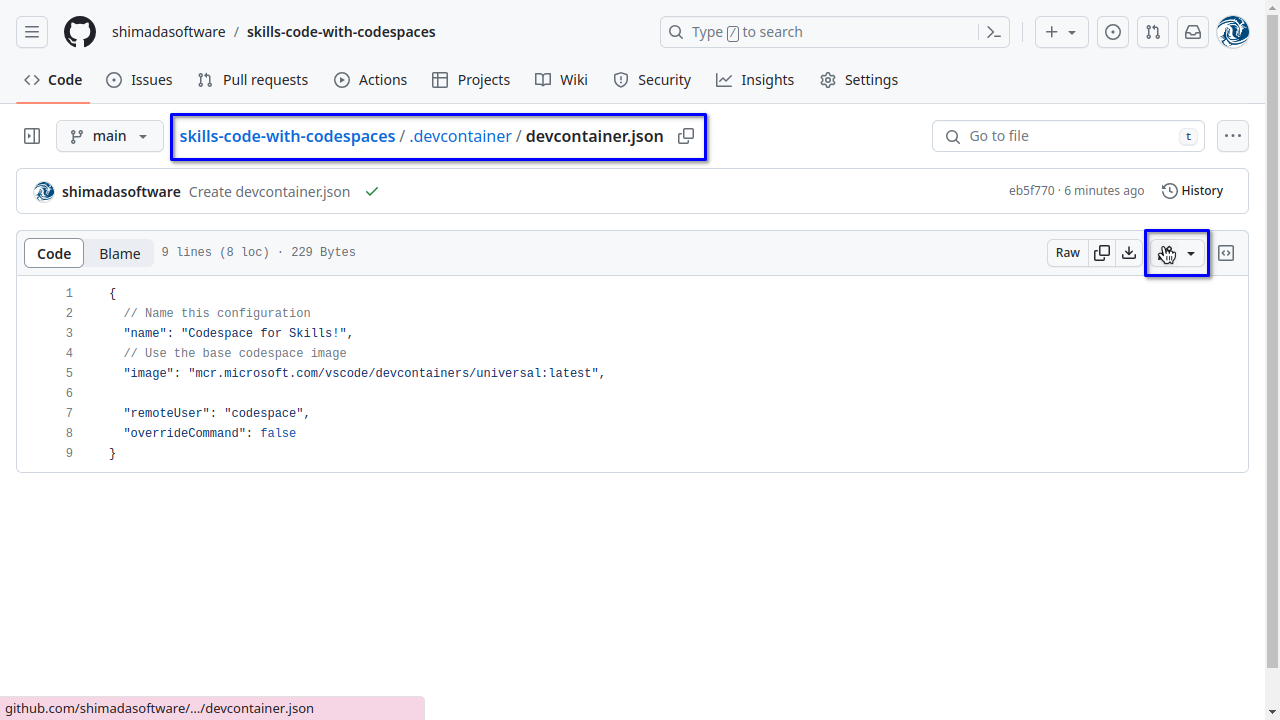 shimadasoftware / skills-code-with-codespaces Type / to search
Code Issues Pull requests Actions Projects Wiki Security Insights Settings
main skills-code-with-codespaces / .devcontainer / devcontainer.json Go to file t
shimadasoftware Create devcontainer.json eb5f770 · 6 minutes ago History
Code Blame 9 lines (8 loc) · 229 Bytes Raw
1 {
2 // Name this configuration
3 "name": "Codespace for Skills!",
4 // Use the base codespace image
5 "image": "mcr.microsoft.com/vscode/devcontainers/universal:latest",
6
7 "remoteUser": "codespace",
8 "overrideCommand": false
9 }
github.com/shimadasoftware/.../devcontainer.json